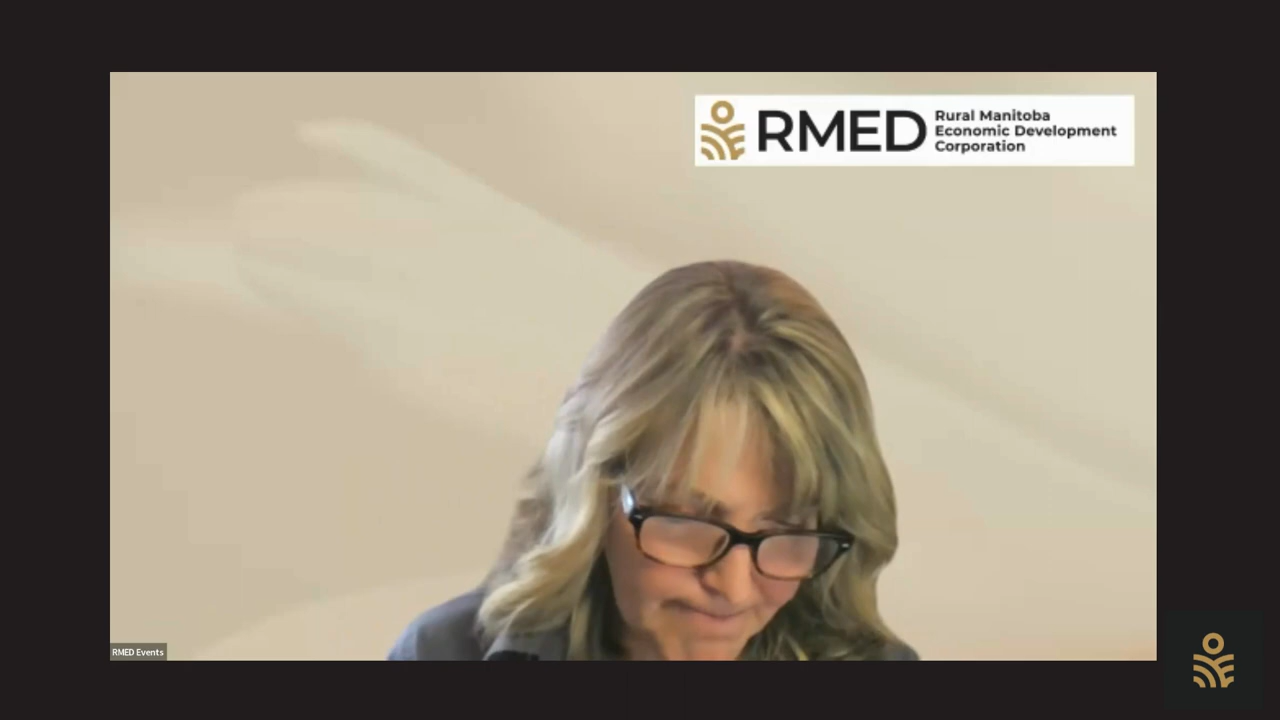 RMED
Rural Manitoba
Economic Development
Corporation
RMED Events